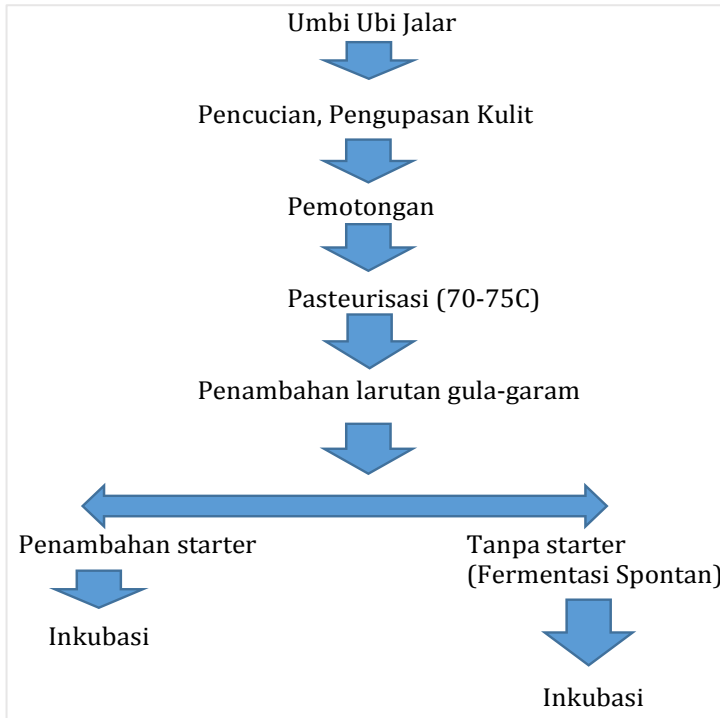 Umbi Ubi Jalar
Pencucian, Pengupasan Kulit
Pemotongan
Pasteurisasi (70-75C)
Penambahan larutan gula-garam
Penambahan starter
Inkubasi
Tanpa starter
(Fermentasi Spontan)
Inkubasi